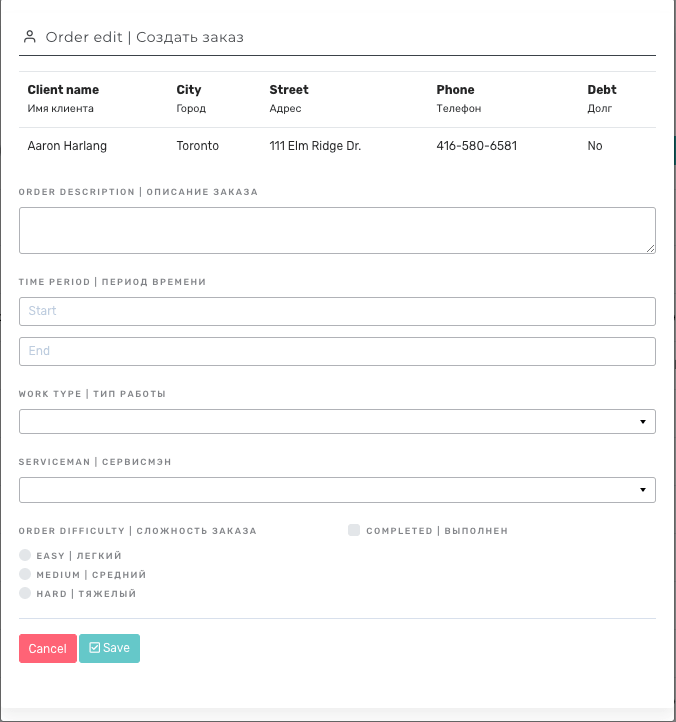 Order edit | Создать заказ
Client name City Street Phone Debt
Имя клиента Город Адрес Телефон Долг
Aaron Harlang Toronto 111 Elm Ridge Dr. 416-580-6581 No
ORDER DESCRIPTION | ОПИСАНИЕ ЗАКАЗА
TIME PERIOD | ПЕРИОД ВРЕМЕНИ
Start
End
WORK TYPE | ТИП РАБОТЫ
SERVICEMAN | СЕРВИСМЭН
ORDER DIFFICULTY | СЛОЖНОСТЬ ЗАКАЗА COMPLETED | ВЫПОЛНЕН
EASY | ЛЕГКИЙ
MEDIUM | СРЕДНИЙ
HARD | ТЯЖЕЛЫЙ
Cancel Save